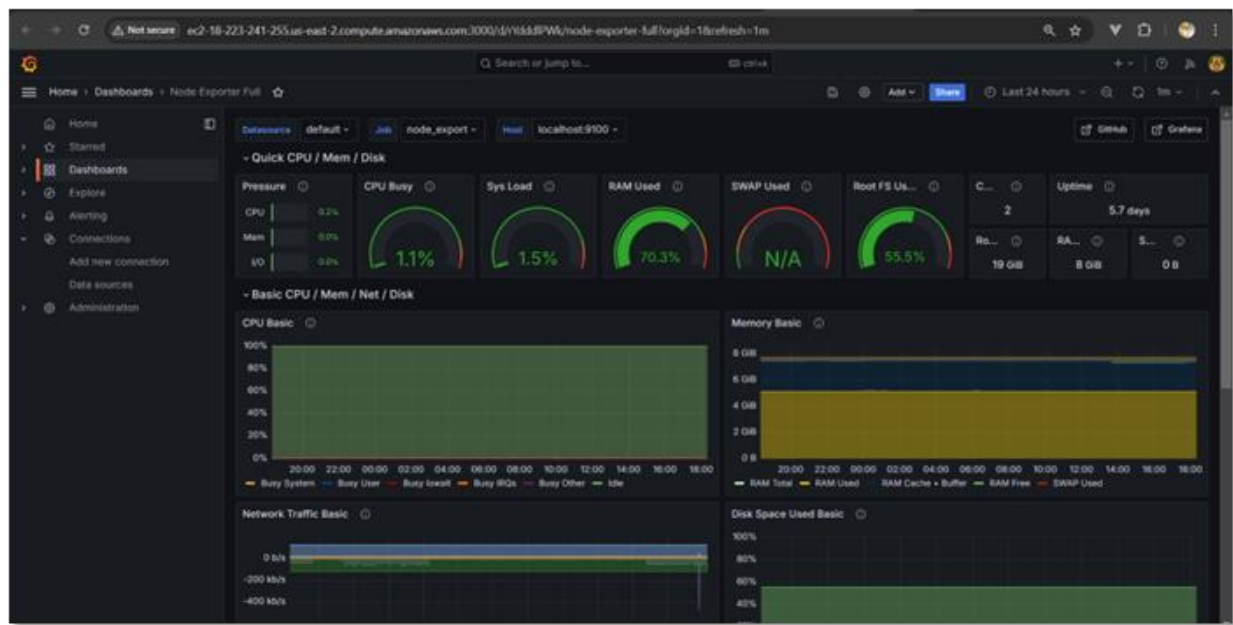 Not secure ec2-18-223-241-255.us-east-2.compute.amazonaws.com:3000/d/rYdddlPWk/node-exporter-full?orgId=1&refresh=1m
Search or jump to... ctrl+k
Home › Dashboards › Node Exporter Full Add Share Last 24 hours 1m
Home
Starred
Dashboards
Explore
Alerting
Connections
Add new connection
Data sources
Administration
Datasource default Job node_export Host localhost:9100 GitHub Grafana
Quick CPU / Mem / Disk
Pressure CPU Busy Sys Load RAM Used SWAP Used Root FS Us... C... Uptime
CPU 0.2%
Mem 0.0%
I/O 0.0%
1.1% 1.5% 70.3% N/A 55.5%
2 5.7 days
Ro... RA... S...
19 GiB 8 GiB 0 B
Basic CPU / Mem / Net / Disk
CPU Basic
100%
80%
60%
40%
20%
0%
20:00 22:00 00:00 02:00 04:00 06:00 08:00 10:00 12:00 14:00 16:00 18:00
Busy System Busy User Busy Iowait Busy IRQs Busy Other Idle
Memory Basic
8 GiB
6 GiB
4 GiB
2 GiB
0 B
20:00 22:00 00:00 02:00 04:00 06:00 08:00 10:00 12:00 14:00 16:00 18:00
RAM Total RAM Used RAM Cache + Buffer RAM Free SWAP Used
Network Traffic Basic
0 b/s
-200 kb/s
-400 kb/s
Disk Space Used Basic
100%
80%
60%
40%